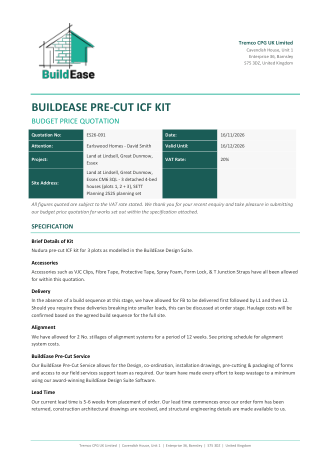 BuildEase
Tremco CPG UK Limited
Cavendish House, Unit 1
Enterprise 36, Barnsley
S75 3DZ, United Kingdom
BUILDEASE PRE-CUT ICF KIT
BUDGET PRICE QUOTATION
Quotation No: ES26-091 Date: 16/11/2026
Attention: Earlswood Homes - David Smith Valid Until: 16/12/2026
Project: Land at Lindsell, Great Dunmow, Essex VAT Rate: 20%
Site Address: Land at Lindsell, Great Dunmow,
Essex CM6 3QL - 3 detached 4-bed
houses (plots 1, 2 + 3), SETT
Planning 2525 planning set
All figures quoted are subject to the VAT rate stated. We thank you for your recent enquiry and take pleasure in submitting
our budget price quotation for works set out within the specification attached.
SPECIFICATION
Brief Details of Kit
Nudura pre-cut ICF kit for 3 plots as modelled in the BuildEase Design Suite.
Accessories
Accessories such as VJC Clips, Fibre Tape, Protective Tape, Spray Foam, Form Lock, & T Junction Straps have all been allowed
for within this quotation.
Delivery
In the absence of a build sequence at this stage, we have allowed for FB to be delivered first followed by L1 and then L2.
Should you require these deliveries breaking into smaller loads, this can be discussed at order stage. Haulage costs will be
confirmed based on the agreed build sequence for the full site.
Alignment
We have allowed for 2 No. stillages of alignment systems for a period of 12 weeks. See pricing schedule for alignment
system costs.
BuildEase Pre-Cut Service
Our BuildEase Pre-Cut Service allows for the Design, co-ordination, installation drawings, pre-cutting & packaging of forms
and access to our field services support team as required. Our team have made every effort to keep wastage to a minimum
using our award-winning BuildEase Design Suite Software.
Lead Time
Our current lead time is 5-6 weeks from placement of order. Our lead time commences once our order form has been
returned, construction architectural drawings are received, and structural engineering details are made available to us.
Tremco CPG UK Limited | Cavendish House, Unit 1 | Enterprise 36, Barnsley | S75 3DZ | United Kingdom